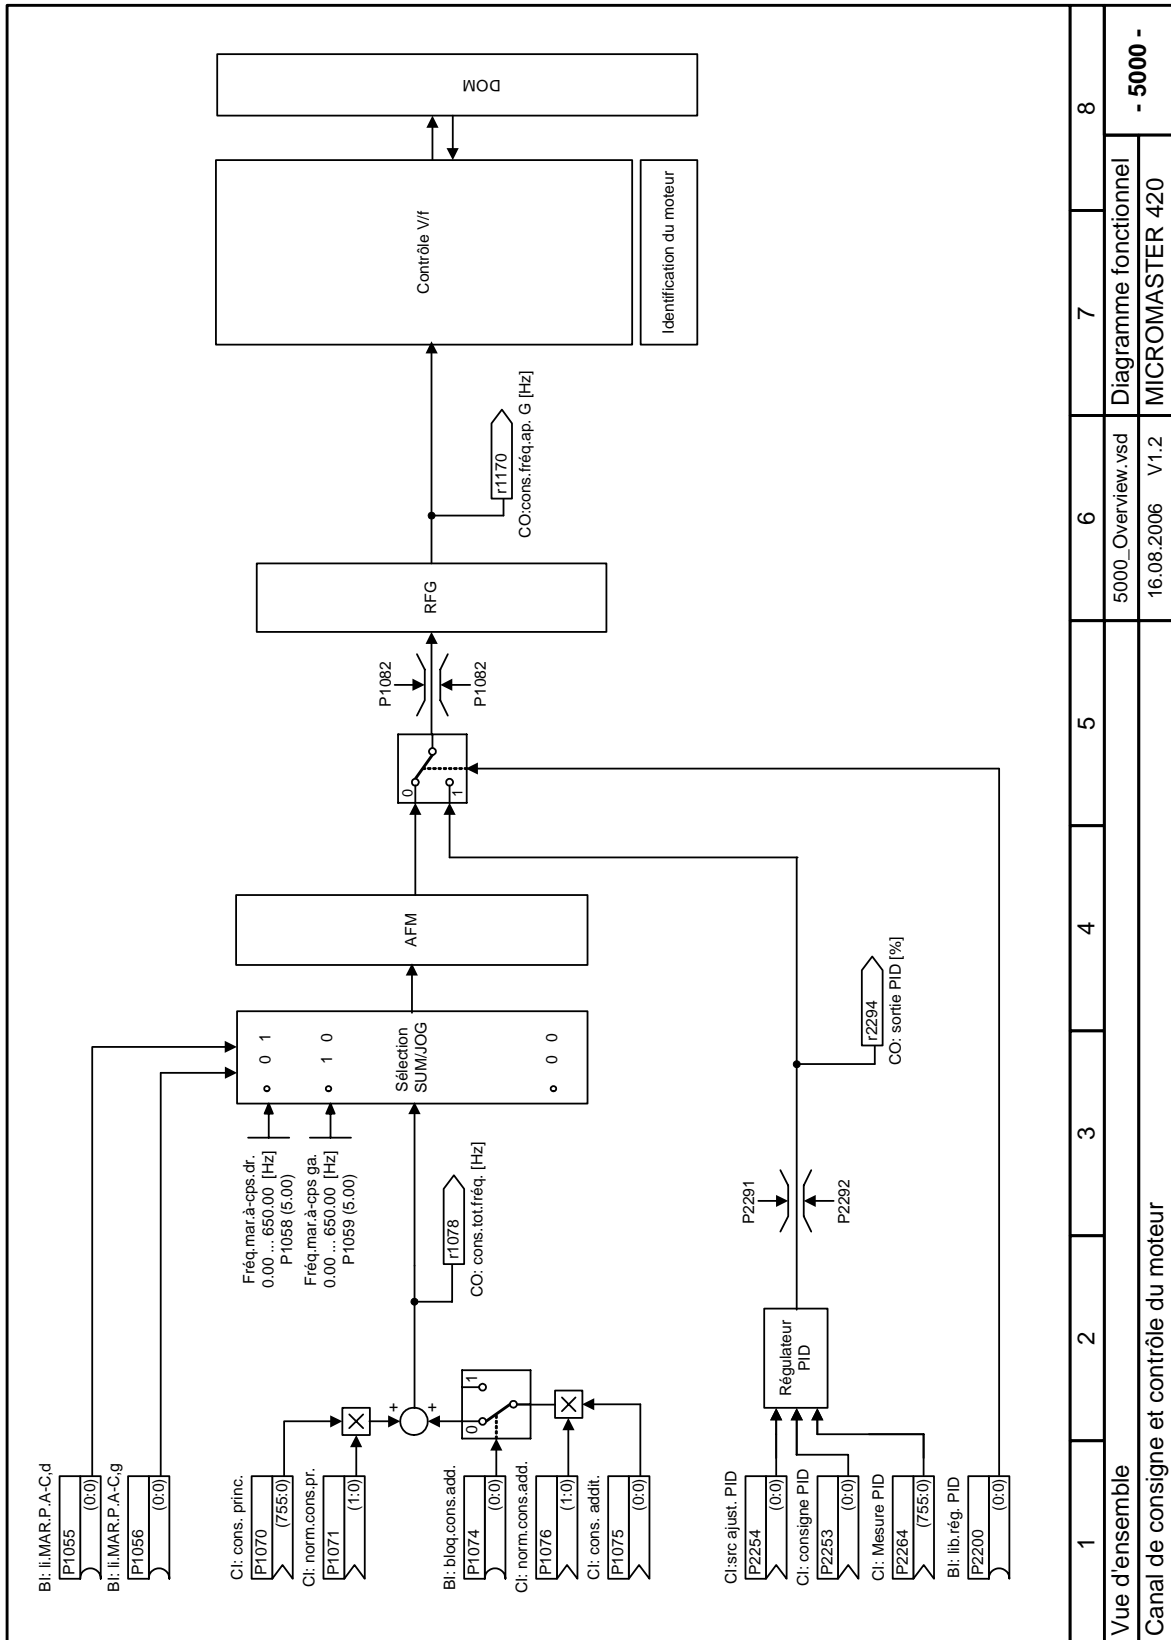 BI: li.MAR.P.A-C,d
P1055
(0:0)
BI: li.MAR.P.A-C,g
P1056
(0:0)
CI: cons. princ.
P1070
(755:0)
CI: norm.cons.pr.
P1071
(1:0)
BI: bloq.cons.add.
P1074
(0:0)
CI: norm.cons.add.
P1076
(1:0)
CI: cons. addit.
P1075
(0:0)
CI:src ajust. PID
P2254
(0:0)
CI: consigne PID
P2253
(0:0)
CI: Mesure PID
P2264
(755:0)
BI: lib.rég. PID
P2200
(0:0)
+
+
0
1
Régulateur
PID
r1078
CO: cons.tot.fréq. [Hz]
Fréq.mar.à-cps.dr.
0.00 ... 650.00 [Hz]
P1058 (5.00)
Fréq.mar.à-cps ga.
0.00 ... 650.00 [Hz]
P1059 (5.00)
P2291
P2292
0 1
1 0
Sélection
SUM/JOG
0 0
r2294
CO: sortie PID [%]
AFM
0
1
P1082
P1082
RFG
r1170
CO:cons.fréq.ap. G [Hz]
Contrôle V/f
Identification du moteur
DOM
1
2
3
4
5
6
7
8
Vue d'ensemble
5000_Overview.vsd
Diagramme fonctionnel
- 5000 -
Canal de consigne et contrôle du moteur
16.08.2006 V1.2
MICROMASTER 420